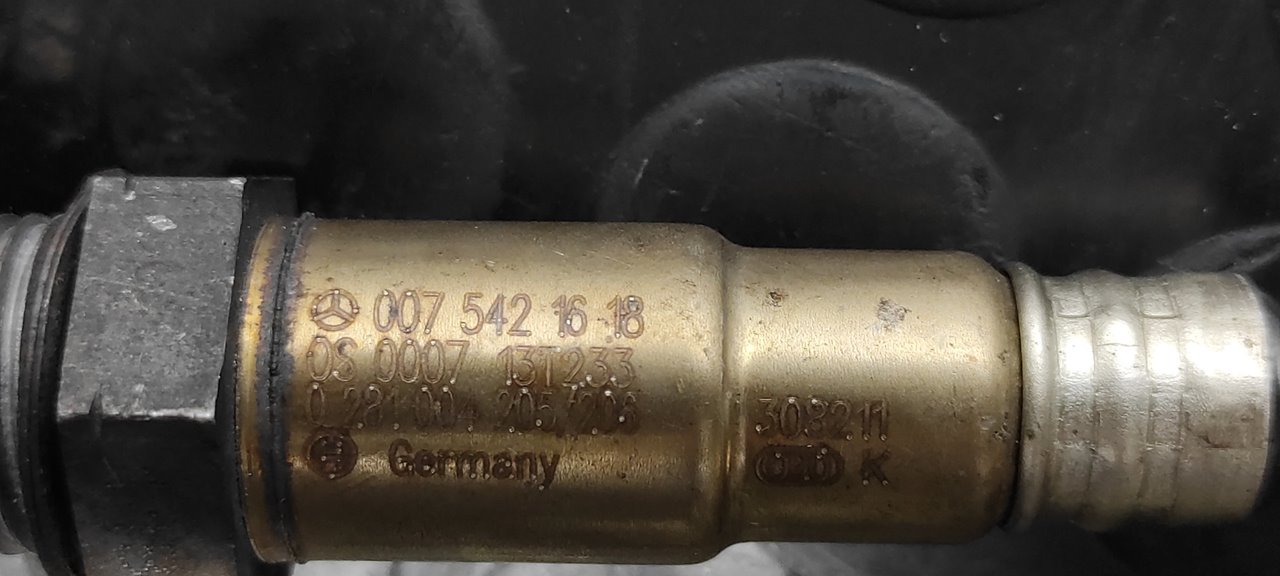 007 542 16 18
0S 0007 13T233
0 281 004 205/206
Germany
308211
K